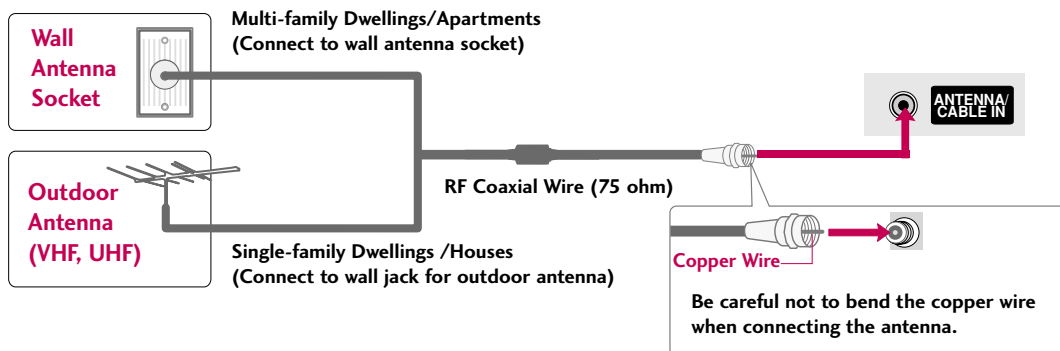 Wall
Antenna
Socket
Multi-family Dwellings/Apartments
(Connect to wall antenna socket)
ANTENNA/
CABLE IN
Outdoor
Antenna
(VHF, UHF)
RF Coaxial Wire (75 ohm)
Single-family Dwellings /Houses
(Connect to wall jack for outdoor antenna)
Copper Wire
Be careful not to bend the copper wire
when connecting the antenna.